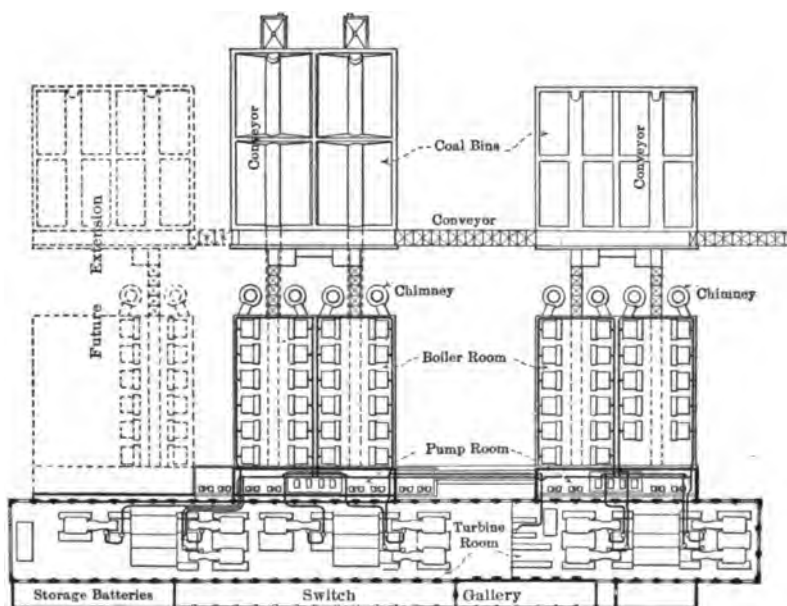 Conveyor
Coal Bins
Conveyor
Conveyor
Future Extension
Chimney
Chimney
Boiler Room
Pump Room
Turbine
Room
Storage Batteries
Switch
Gallery